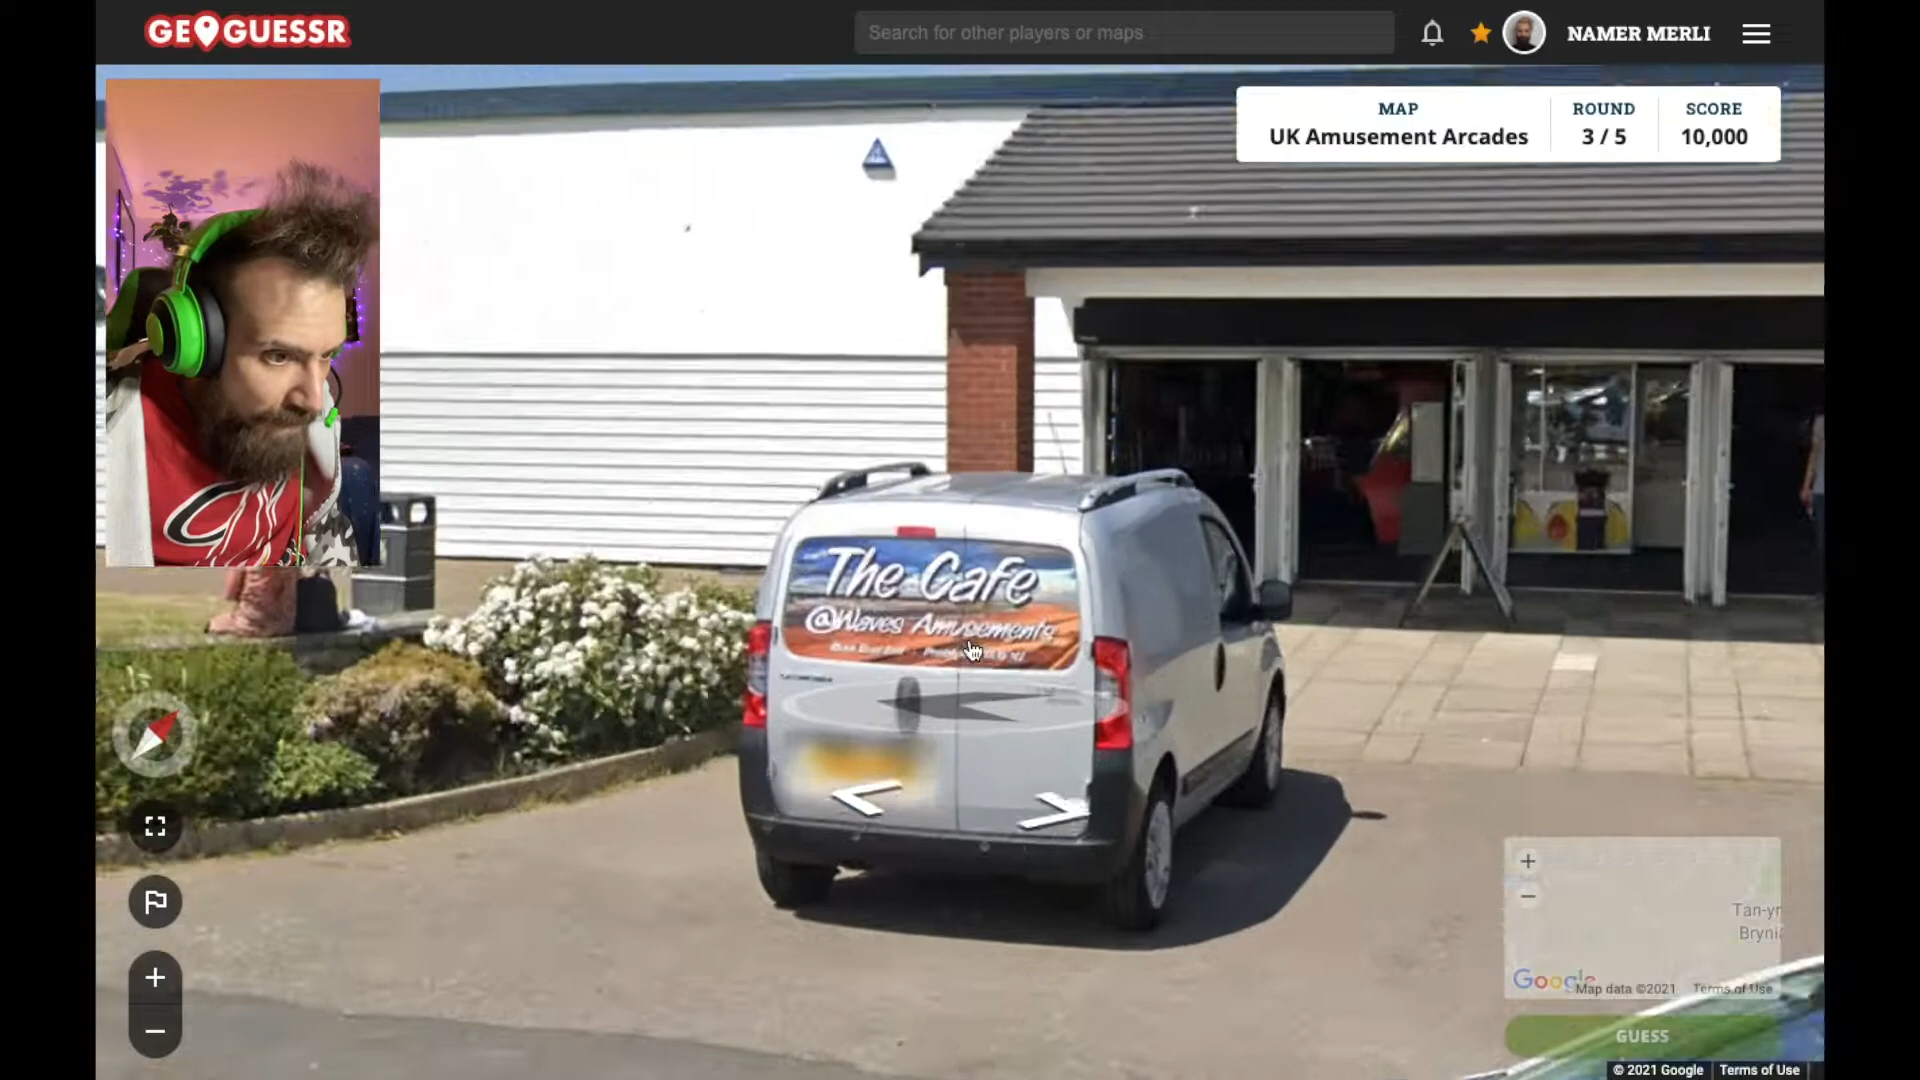 GEOGUESSR
Search for other players or maps
NAMER MERLI
MAP
UK Amusement Arcades
ROUND
3 / 5
SCORE
10,000
The Cafe
@Waves Amusements
+
−
+
−
Tan-yr
Bryni
Google
Map data ©2021
Terms of Use
GUESS
© 2021 Google
Terms of Use